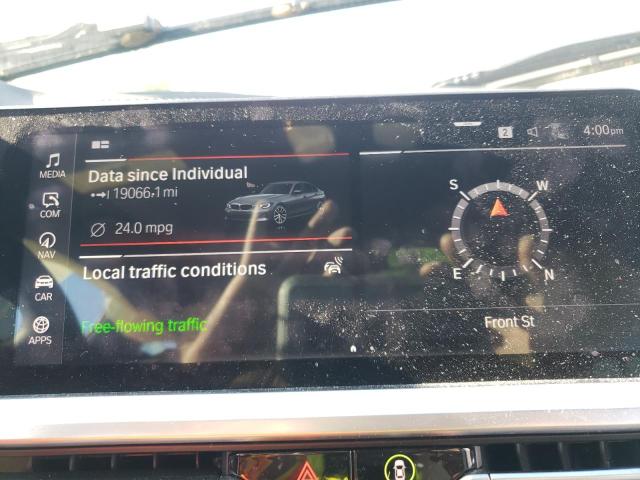 2
4:00pm
MEDIA
COM
NAV
CAR
APPS
Data since Individual
19066.1 mi
24.0 mpg
Local traffic conditions
Free-flowing traffic
S W
E N
Front St